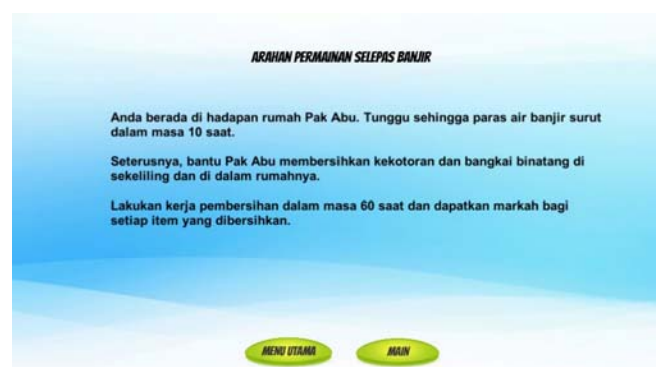 ARAHAN PERMAINAN SELEPAS BANJIR
Anda berada di hadapan rumah Pak Abu. Tunggu sehingga paras air banjir surut
dalam masa 10 saat.
Seterusnya, bantu Pak Abu membersihkan kekotoran dan bangkai binatang di
sekeliling dan di dalam rumahnya.
Lakukan kerja pembersihan dalam masa 60 saat dan dapatkan markah bagi
setiap item yang dibersihkan.
MENU UTAMA
MAIN